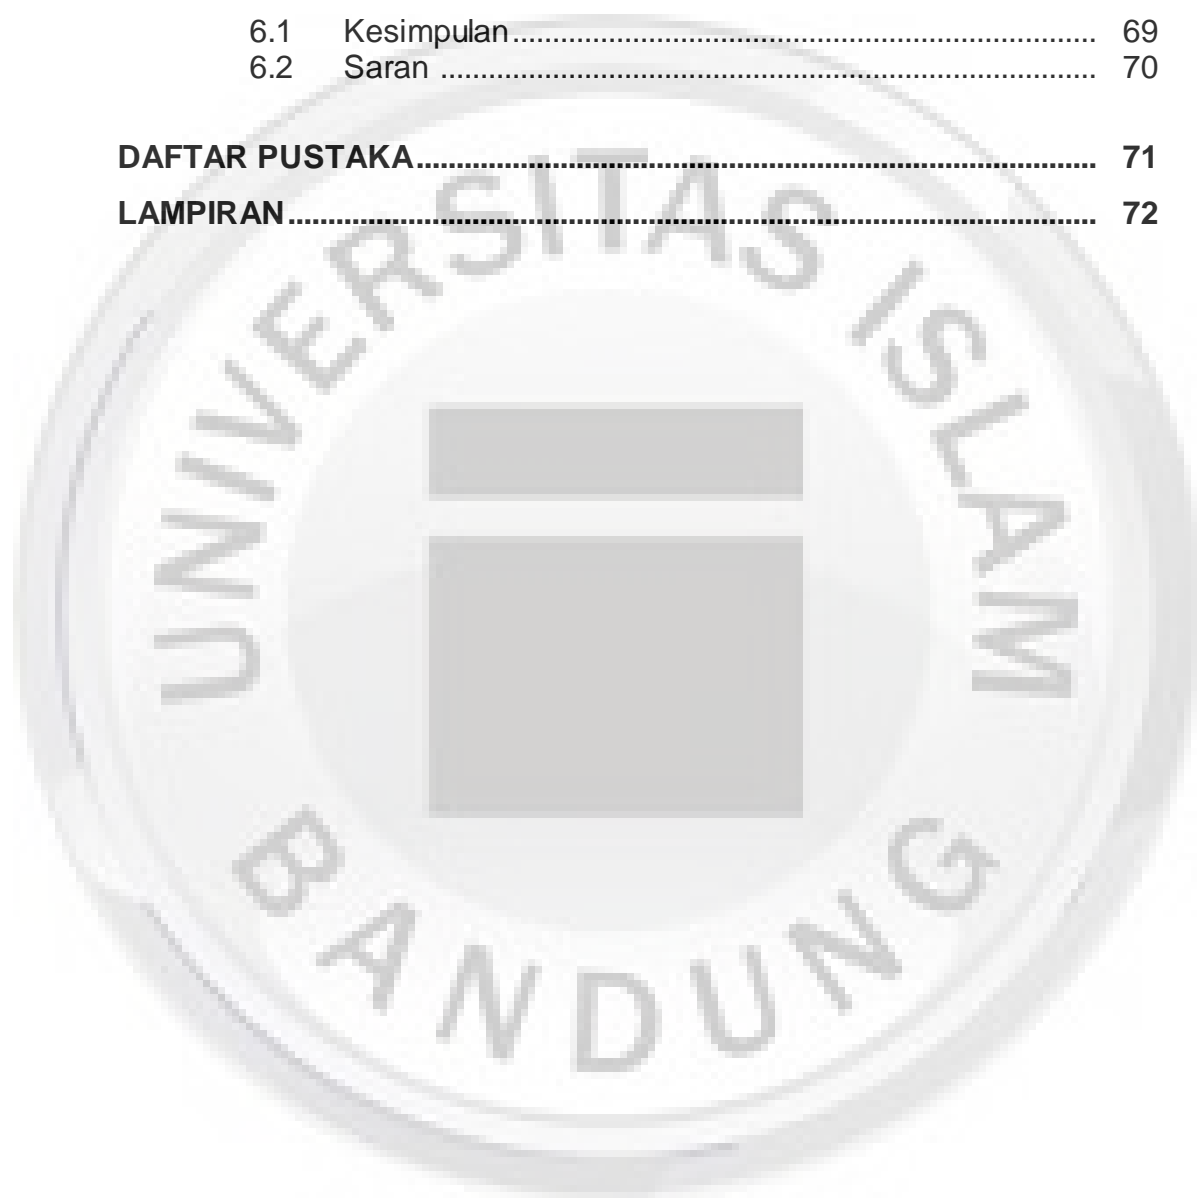 6.1 Kesimpulan ........................................................................ 69
6.2 Saran ................................................................................. 70
DAFTAR PUSTAKA .................................................................................... 71
LAMPIRAN .................................................................................................... 72
UNIVERSITAS ISLAM
BANDUNG